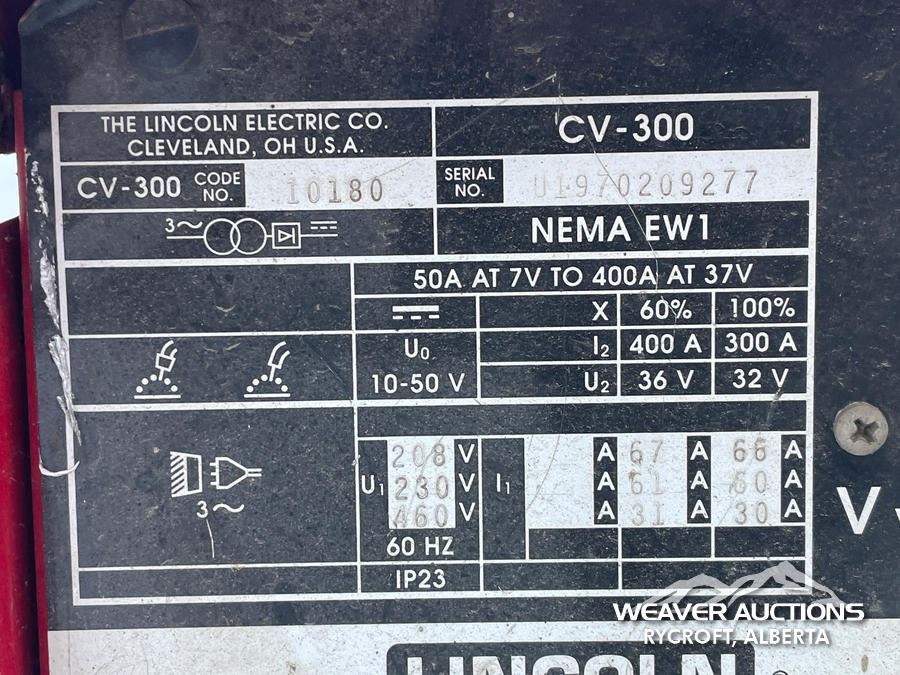 THE LINCOLN ELECTRIC CO.
CLEVELAND, OH U.S.A.
CV-300
CV-300 CODE NO. 10180
SERIAL NO. U1970209277
3~
NEMA EW1
50A AT 7V TO 400A AT 37V
X 60% 100%
U₀ I₂ 400 A 300 A
10-50 V U₂ 36 V 32 V
U₁ 208 V I₁ A 67 A 66 A
230 V A 61 A 60 A
460 V A 31 A 30 A
3~
60 HZ
IP23
V
WEAVER AUCTIONS
RYCROFT, ALBERTA
LINCOLN